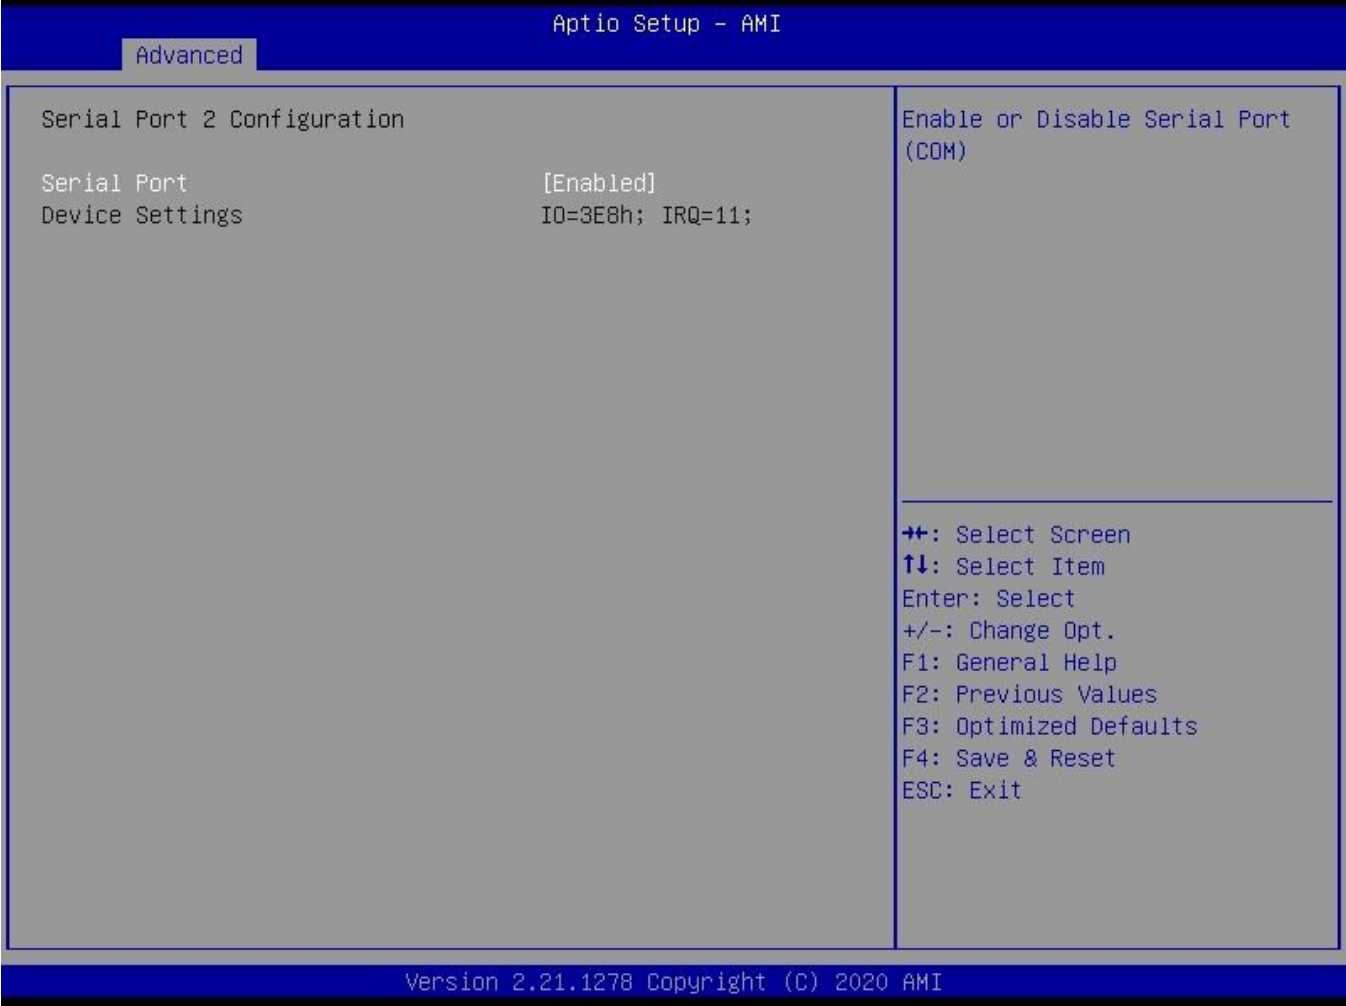 Aptio Setup – AMI
Advanced
Serial Port 2 Configuration
Serial Port [Enabled]
Device Settings IO=3E8h; IRQ=11;
Enable or Disable Serial Port
(COM)
→←: Select Screen
↑↓: Select Item
Enter: Select
+/-: Change Opt.
F1: General Help
F2: Previous Values
F3: Optimized Defaults
F4: Save & Reset
ESC: Exit
Version 2.21.1278 Copyright (C) 2020 AMI